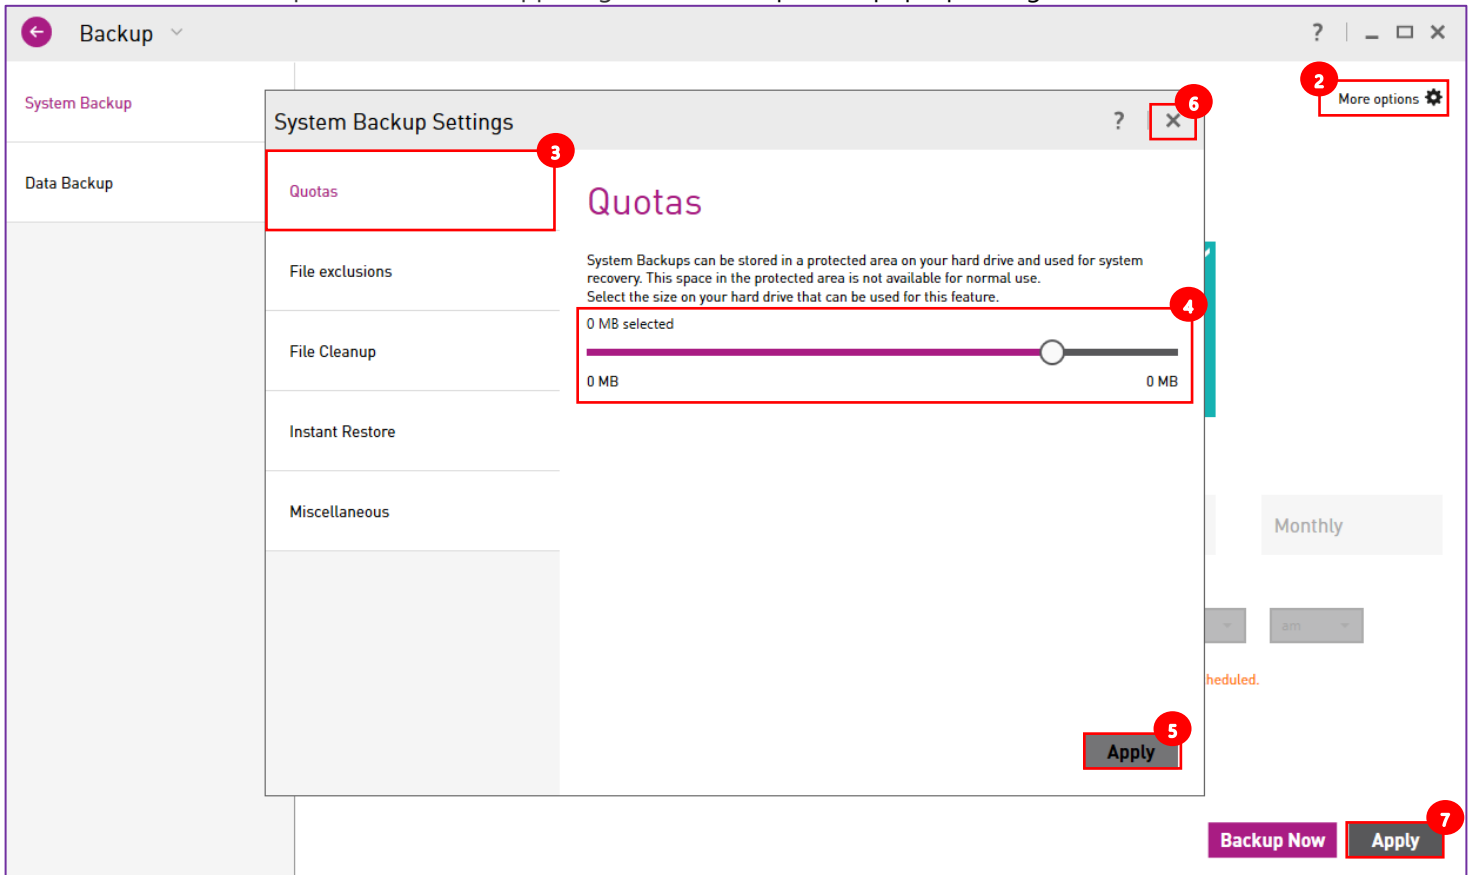 Backup
?
System Backup
2
More options
System Backup Settings
?
6
Data Backup
3
Quotas
Quotas
System Backups can be stored in a protected area on your hard drive and used for system
recovery. This space in the protected area is not available for normal use.
Select the size on your hard drive that can be used for this feature.
File exclusions
4
0 MB selected
0 MB
0 MB
File Cleanup
Instant Restore
Miscellaneous
Monthly
am
heduled.
5
Apply
7
Backup Now
Apply